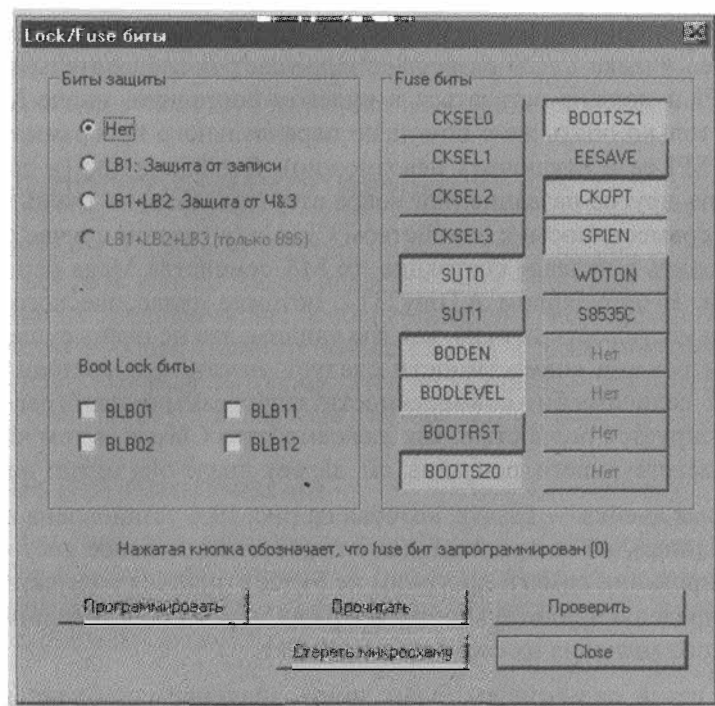 Lock/Fuse биты
Биты защиты
Нет
LB1: Защита от записи
LB1+LB2: Защита от Ч&З
LB1+LB2+LB3 (только 89S)
Boot Lock биты
BLB01
BLB11
BLB02
BLB12
Fuse биты
CKSEL0
BOOTSZ1
CKSEL1
EESAVE
CKSEL2
CKOPT
CKSEL3
SPIEN
SUT0
WDTON
SUT1
S8535C
BODEN
Нет
BODLEVEL
Нет
BOOTRST
Нет
BOOTSZ0
Нет
Нажатая кнопка обозначает, что fuse бит запрограммирован (0)
Программировать
Прочитать
Проверить
Стереть микросхему
Close